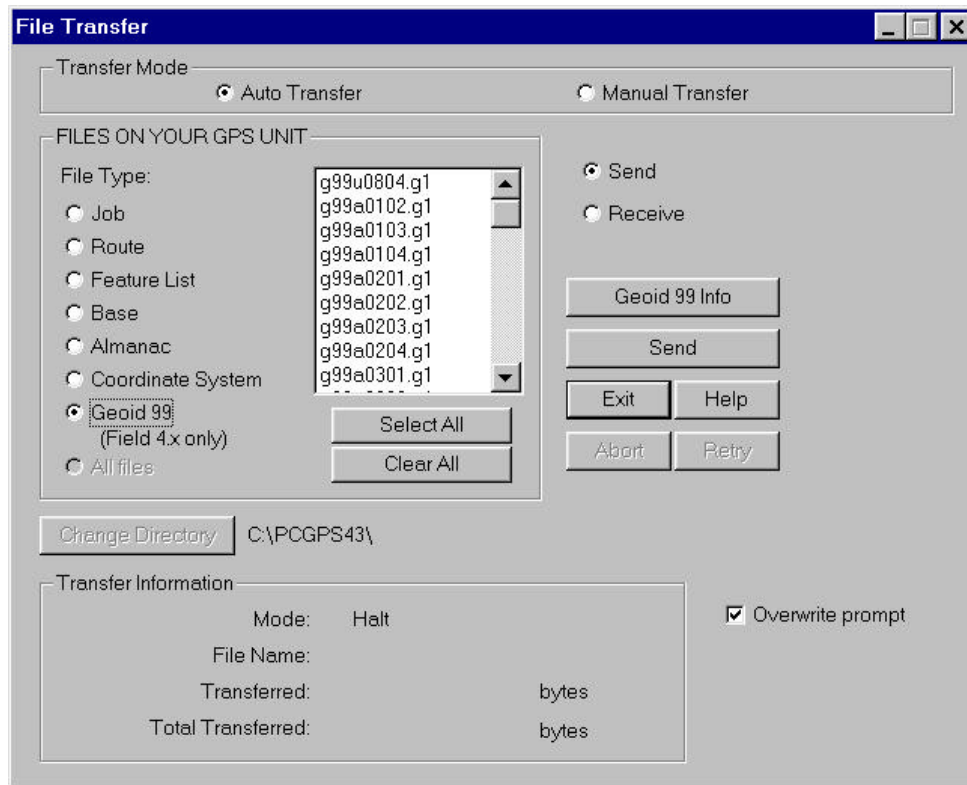 File Transfer
Transfer Mode
Auto Transfer
Manual Transfer
FILES ON YOUR GPS UNIT
File Type:
Job
Route
Feature List
Base
Almanac
Coordinate System
Geoid 99
(Field 4.x only)
All files
g99u0804.g1
g99a0102.g1
g99a0103.g1
g99a0104.g1
g99a0201.g1
g99a0202.g1
g99a0203.g1
g99a0204.g1
g99a0301.g1
Select All
Clear All
Send
Receive
Geoid 99 Info
Send
Exit
Help
Abort
Retry
Change Directory
C:\PCGPS43\
Transfer Information
Mode: Halt
File Name:
Transferred: bytes
Total Transferred: bytes
Overwrite prompt